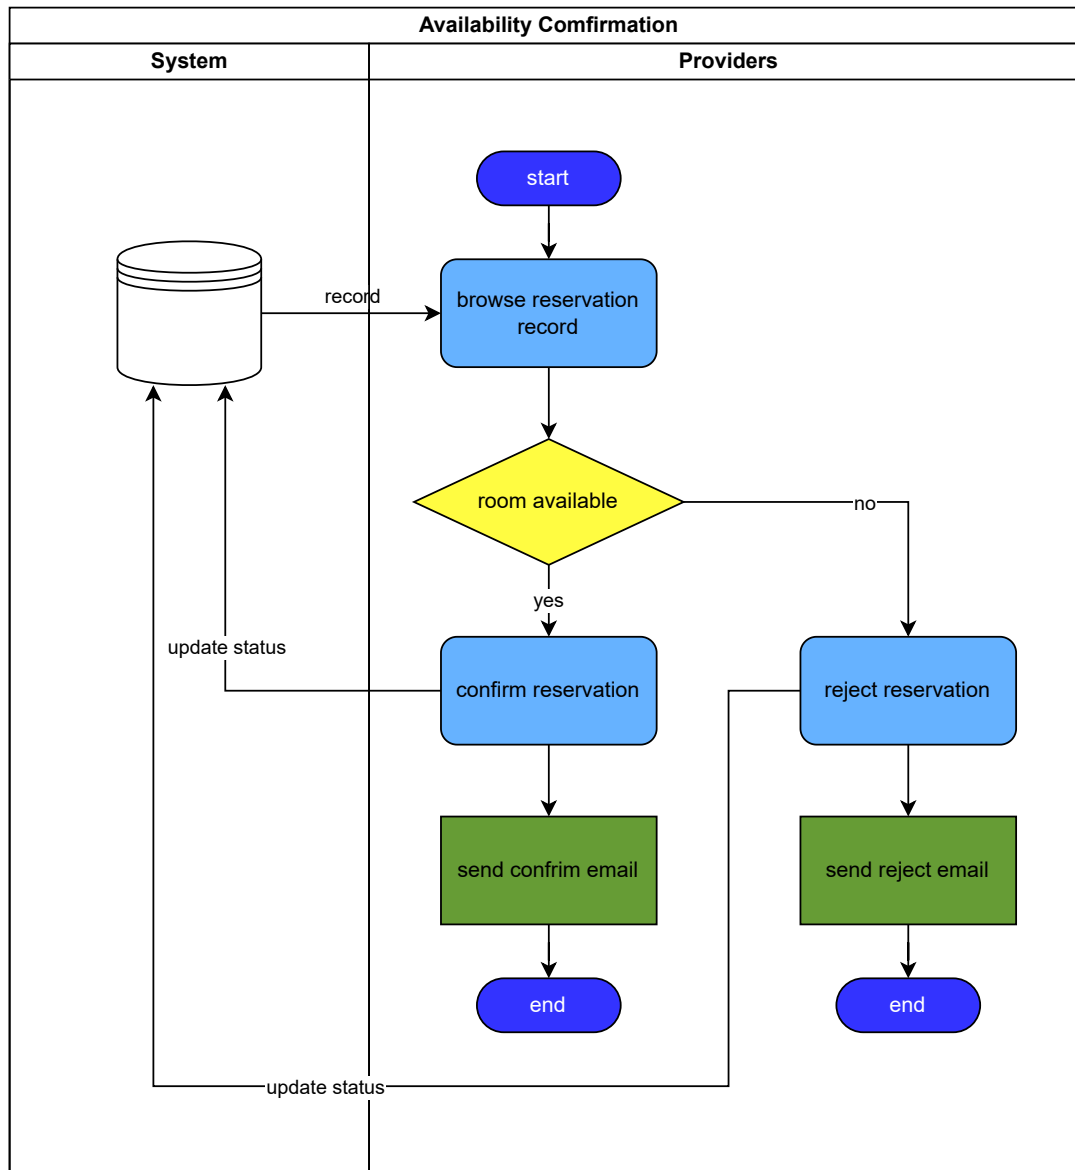 Availability Comfirmation
System
Providers
start
record
browse reservation
record
room available
no
yes
update status
confirm reservation
reject reservation
send confrim email
send reject email
end
end
update status